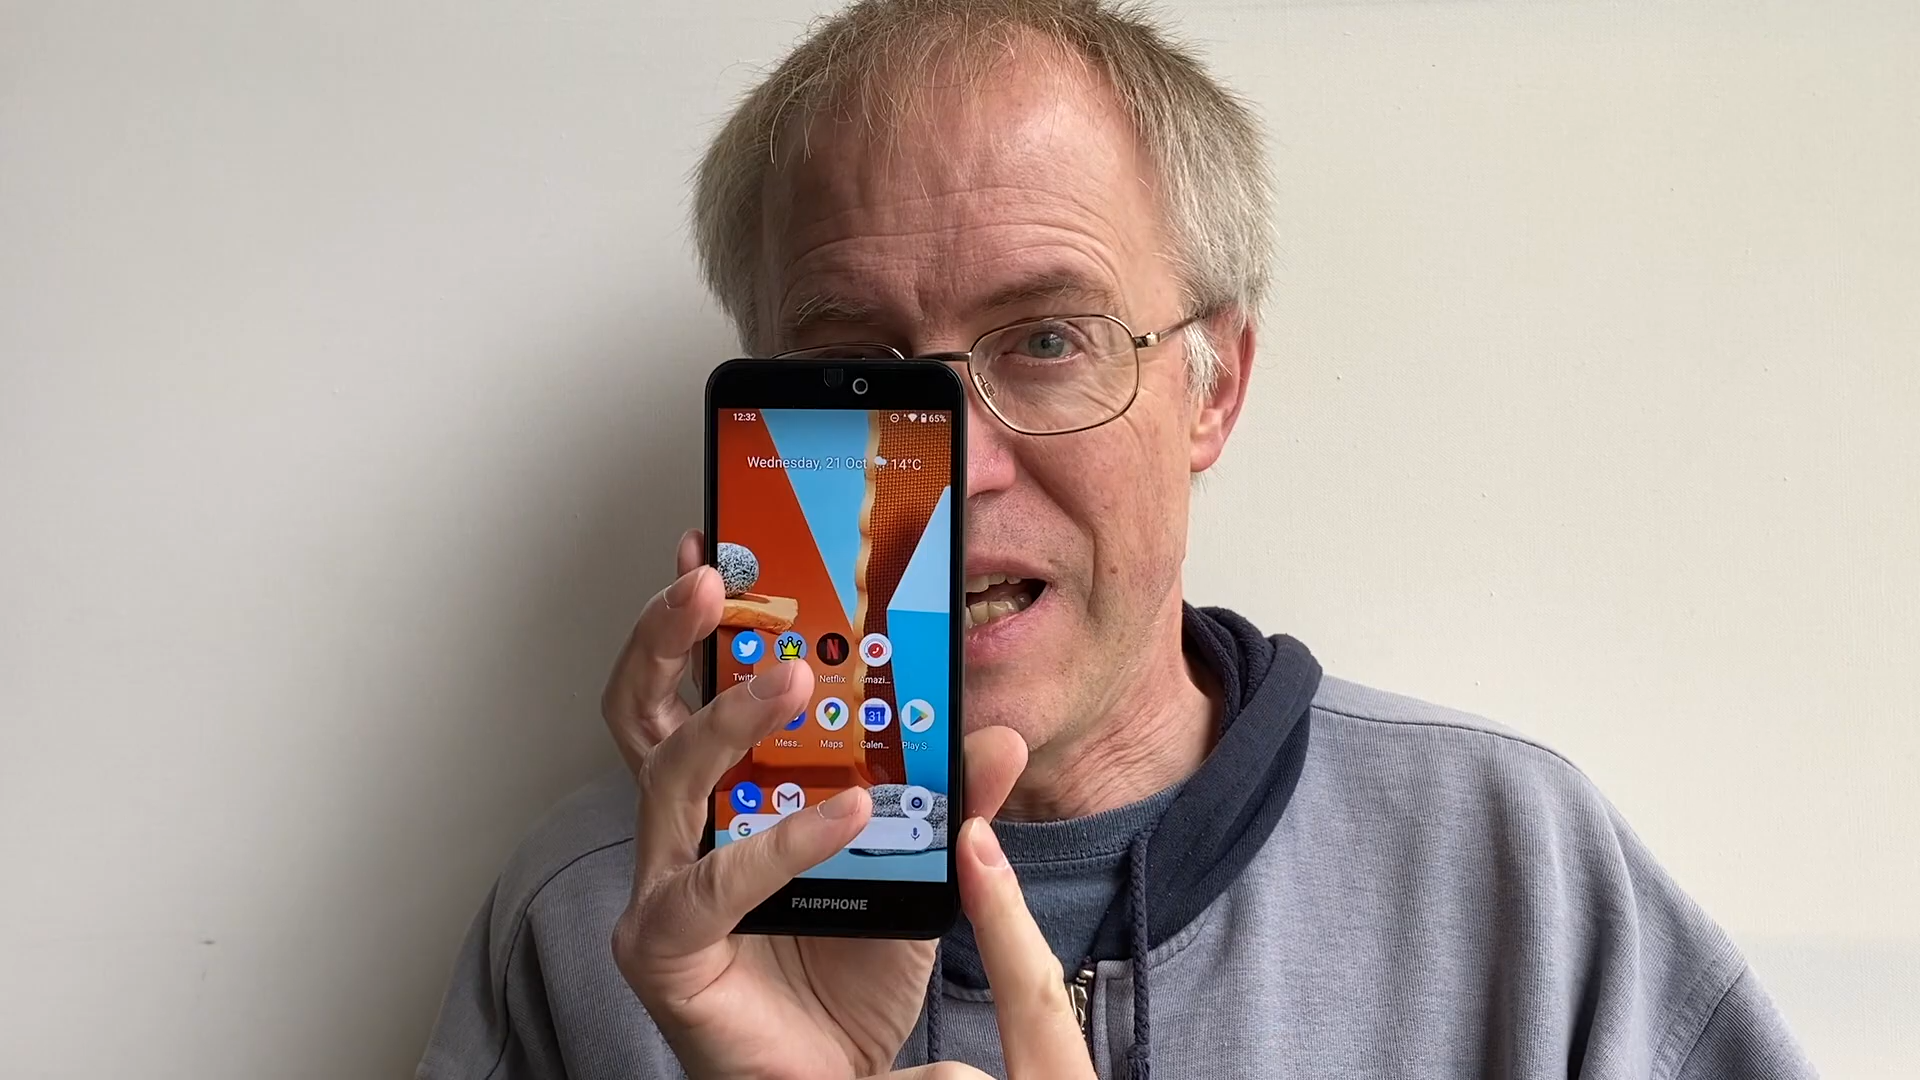 12:32 65%
Wednesday, 21 Oct 14°C
N
Netflix Amazi...
31
Mess... Maps Calen... Play S...
G
FAIRPHONE